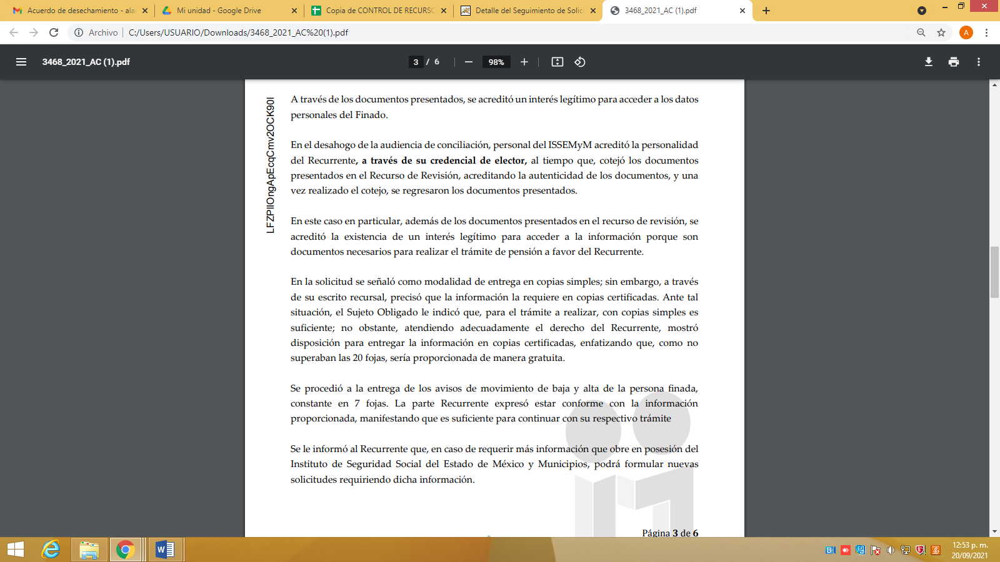 Acuerdo de desechamiento - alar
Mi unidad - Google Drive
Copia de CONTROL DE RECURSO
Detalle del Seguimiento de Solici
3468_2021_AC (1).pdf
Archivo
C:/Users/USUARIO/Downloads/3468_2021_AC%20(1).pdf
A
3468_2021_AC (1).pdf
3 / 6
98%
A través de los documentos presentados, se acreditó un interés legítimo para acceder a los datos
personales del Finado.
En el desahogo de la audiencia de conciliación, personal del ISSEMyM acreditó la personalidad
del Recurrente, a través de su credencial de elector, al tiempo que, cotejó los documentos
presentados en el Recurso de Revisión, acreditando la autenticidad de los documentos, y una
vez realizado el cotejo, se regresaron los documentos presentados.
En este caso en particular, además de los documentos presentados en el recurso de revisión, se
acreditó la existencia de un interés legítimo para acceder a la información porque son
documentos necesarios para realizar el trámite de pensión a favor del Recurrente.
En la solicitud se señaló como modalidad de entrega en copias simples; sin embargo, a través
de su escrito recursal, precisó que la información la requiere en copias certificadas. Ante tal
situación, el Sujeto Obligado le indicó que, para el trámite a realizar, con copias simples es
suficiente; no obstante, atendiendo adecuadamente el derecho del Recurrente, mostró
disposición para entregar la información en copias certificadas, enfatizando que, como no
superaban las 20 fojas, sería proporcionada de manera gratuita.
Se procedió a la entrega de los avisos de movimiento de baja y alta de la persona finada,
constante en 7 fojas. La parte Recurrente expresó estar conforme con la información
proporcionada, manifestando que es suficiente para continuar con su respectivo trámite
Se le informó al Recurrente que, en caso de requerir más información que obre en posesión del
Instituto de Seguridad Social del Estado de México y Municipios, podrá formular nuevas
solicitudes requiriendo dicha información.
Página 3 de 6
12:53 p. m.
20/09/2021